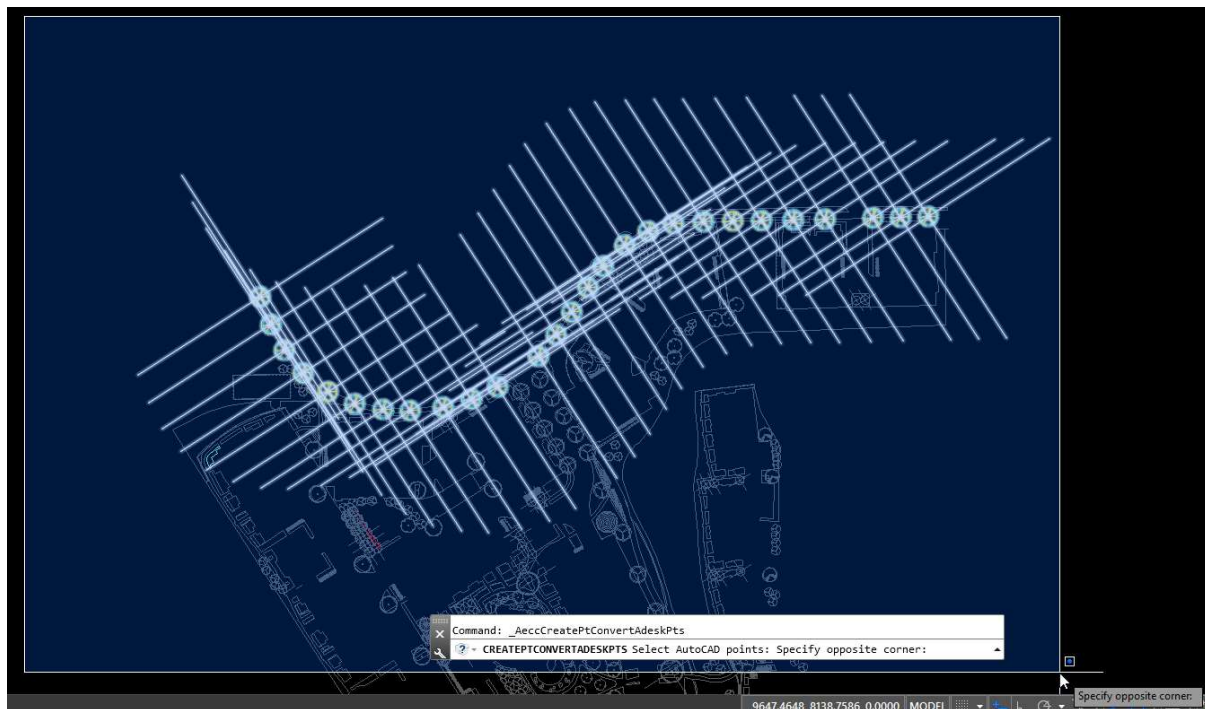 Command: _AeccCreatePtConvertAdeskPts
CREATEPTCONVERTADESKPTS Select AutoCAD points: Specify opposite corner:
Specify opposite corner:
9647.4648, 8138.7586, 0.0000 MODEL